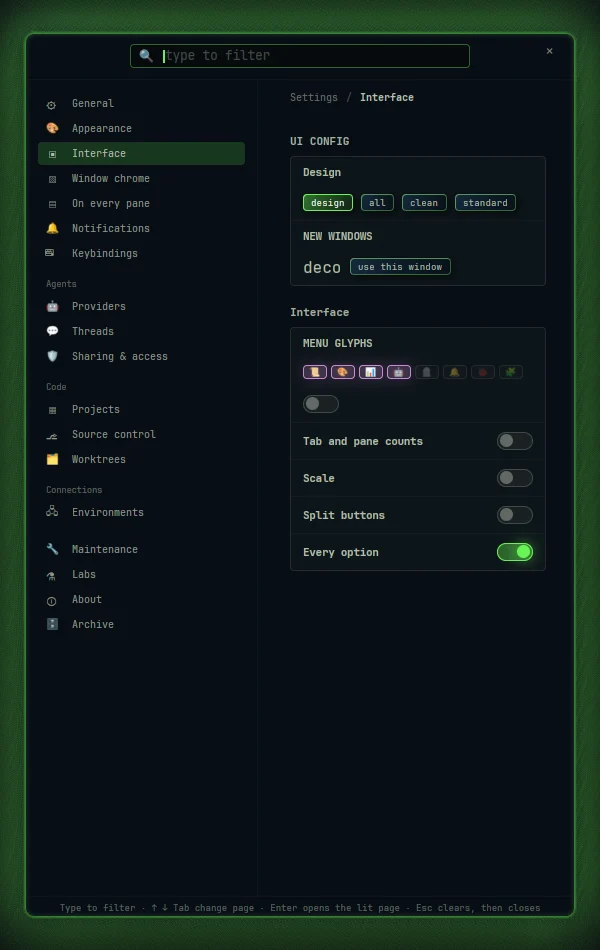 type to filter
×
General
Appearance
Interface
Window chrome
On every pane
Notifications
Keybindings
Agents
Providers
Threads
Sharing & access
Code
Projects
Source control
Worktrees
Connections
Environments
Maintenance
Labs
About
Archive
Settings / Interface
UI CONFIG
Design
design all clean standard
NEW WINDOWS
deco use this window
Interface
MENU GLYPHS
Tab and pane counts
Scale
Split buttons
Every option
Type to filter · ↑ ↓ Tab change page · Enter opens the lit page · Esc clears, then closes